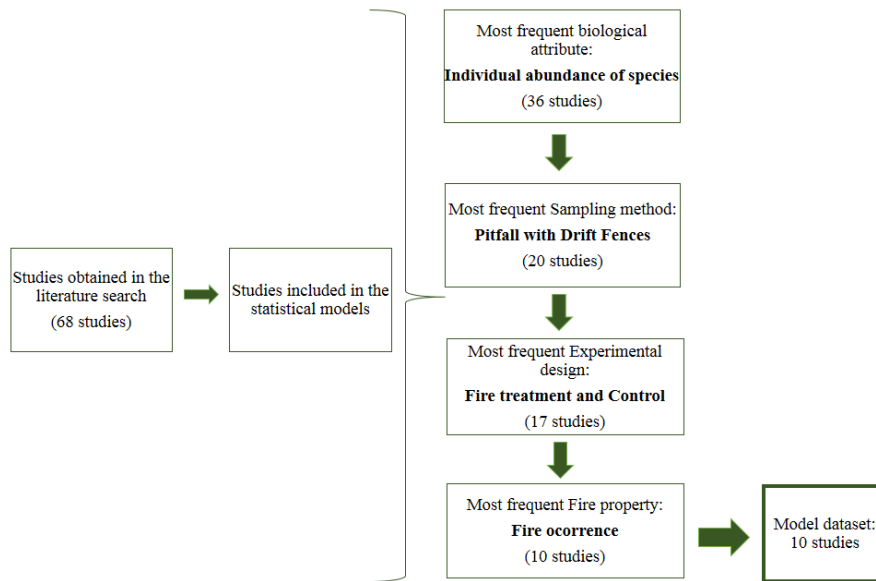 Studies obtained in the
literature search
(68 studies)
Studies included in the
statistical models
Most frequent biological
attribute:
Individual abundance of species
(36 studies)
Most frequent Sampling method:
Pitfall with Drift Fences
(20 studies)
Most frequent Experimental
design:
Fire treatment and Control
(17 studies)
Most frequent Fire property:
Fire ocorrence
(10 studies)
Model dataset:
10 studies